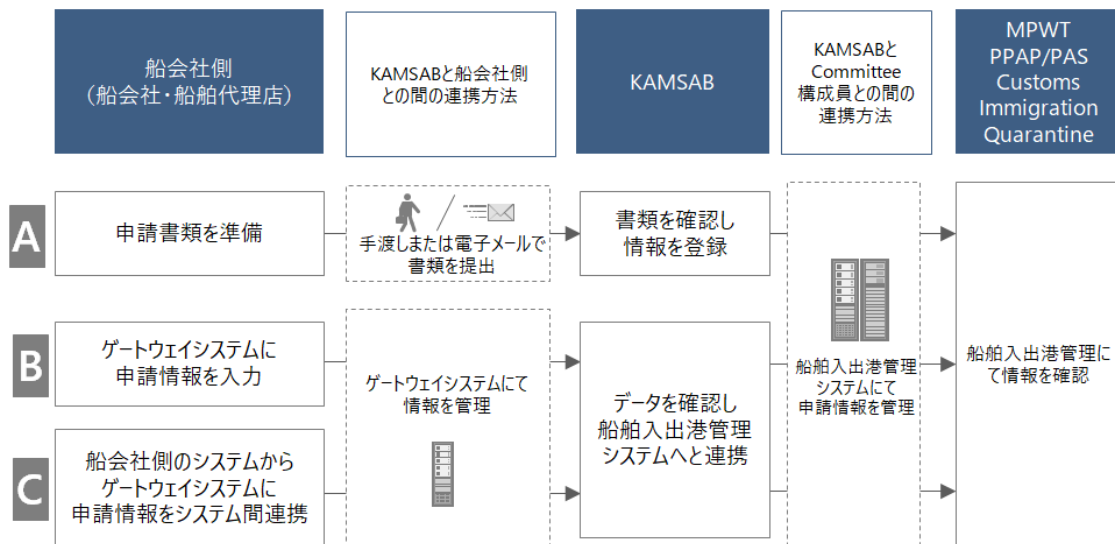 船会社側
(船会社・船舶代理店)
KAMSABと船会社側
との間の連携方法
KAMSAB
KAMSABと
Committee
構成員との間の
連携方法
MPWT
PPAP/PAS
Customs
Immigration
Quarantine
A
申請書類を準備
手渡しまたは電子メールで
書類を提出
書類を確認し
情報を登録
B
ゲートウェイシステムに
申請情報を入力
ゲートウェイシステムにて
情報を管理
データを確認し
船舶入出港管理
システムへと連携
船舶入出港管理
システムにて
申請情報を管理
船舶入出港管理に
て情報を確認
C
船会社側のシステムから
ゲートウェイシステムに
申請情報をシステム間連携